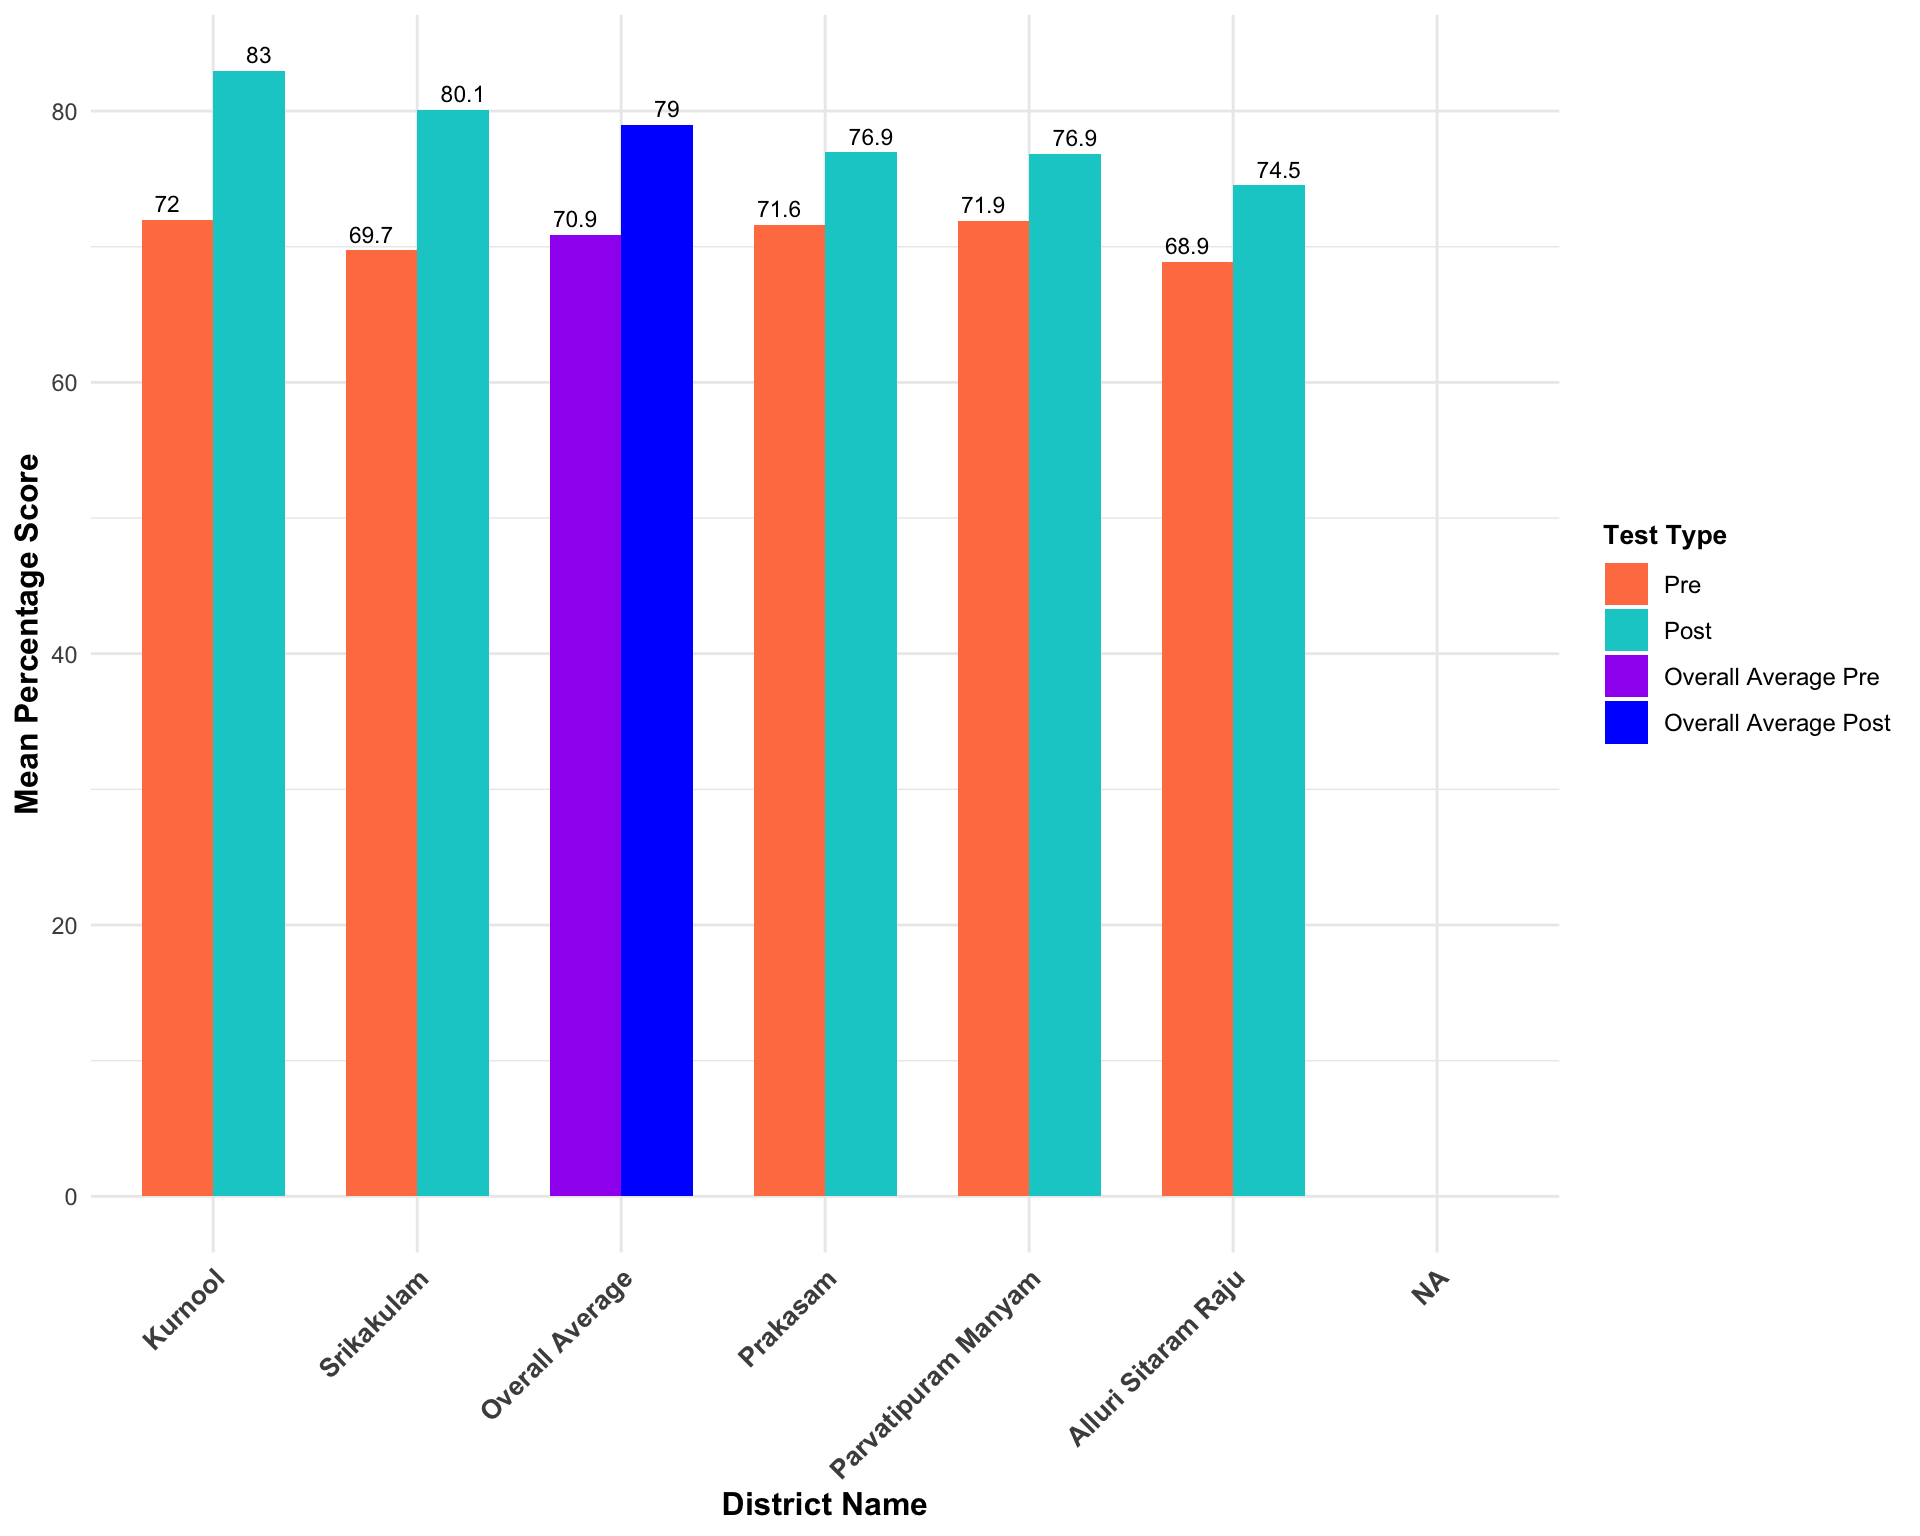 83
80.1
79
76.9
76.9
74.5
72
69.7
70.9
71.6
71.9
68.9
80
60
40
20
0
Mean Percentage Score
Kurnool
Srikakulam
Overall Average
Prakasam
Parvatipuram Manyam
Alluri Sitaram Raju
NA
District Name
Test Type
Pre
Post
Overall Average Pre
Overall Average Post